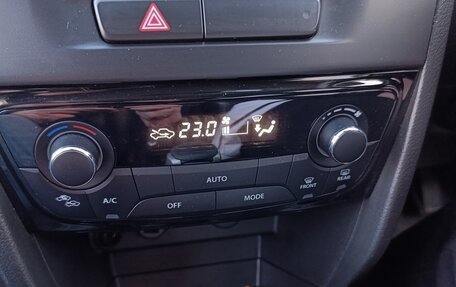 23.0
AUTO
A/C
OFF
MODE
FRONT
REAR